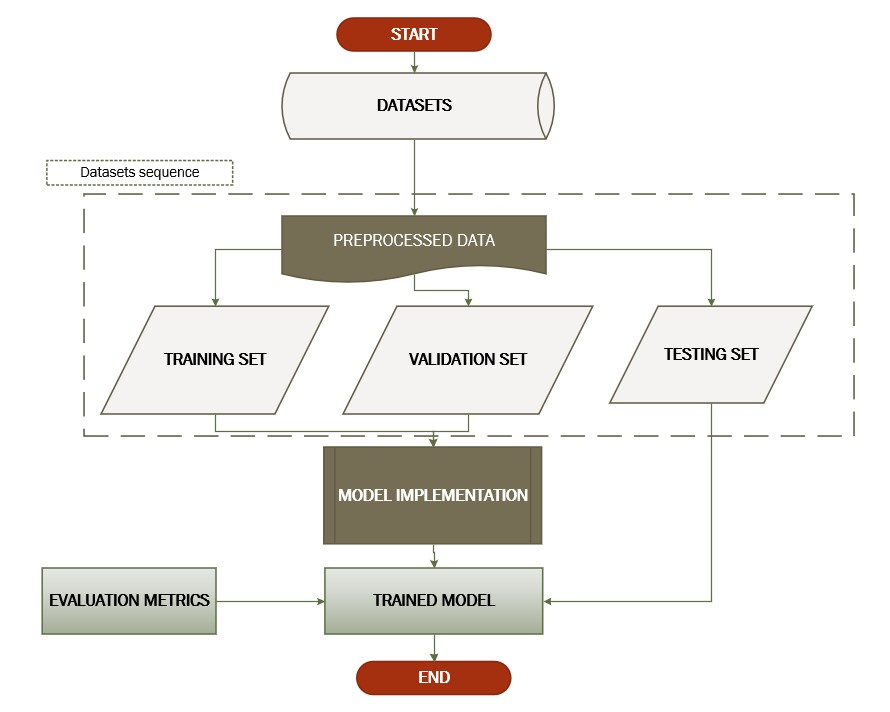 START
DATASETS
Datasets sequence
PREPROCESSED DATA
TRAINING SET
VALIDATION SET
TESTING SET
MODEL IMPLEMENTATION
EVALUATION METRICS
TRAINED MODEL
END